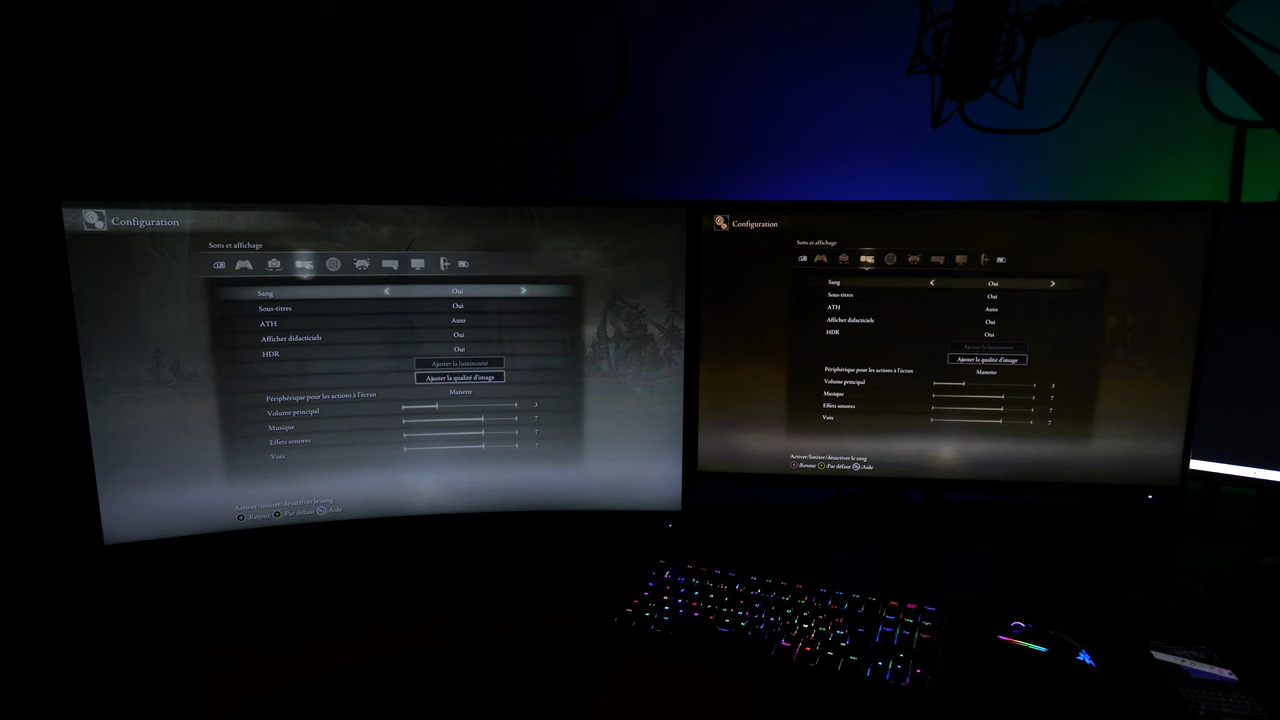 Configuration
Sons et affichage
LB
RB
Sang Oui
Sous-titres Oui
ATH Auto
Afficher didacticiels Oui
HDR Oui
Ajuster la luminosité
Ajuster la qualité d'image
Périphérique pour les actions à l'écran Manette
Volume principal 3
Musique 7
Effets sonores 7
Voix 7
Activer/limiter/désactiver le sang
:Retour :Par défaut :Aide
Configuration
Sons et affichage
LB
RB
Sang Oui
Sous-titres Oui
ATH Auto
Afficher didacticiels Oui
HDR Oui
Ajuster la luminosité
Ajuster la qualité d'image
Périphérique pour les actions à l'écran Manette
Volume principal 3
Musique 7
Effets sonores 7
Voix 7
Activer/limiter/désactiver le sang
:Retour :Par défaut :Aide